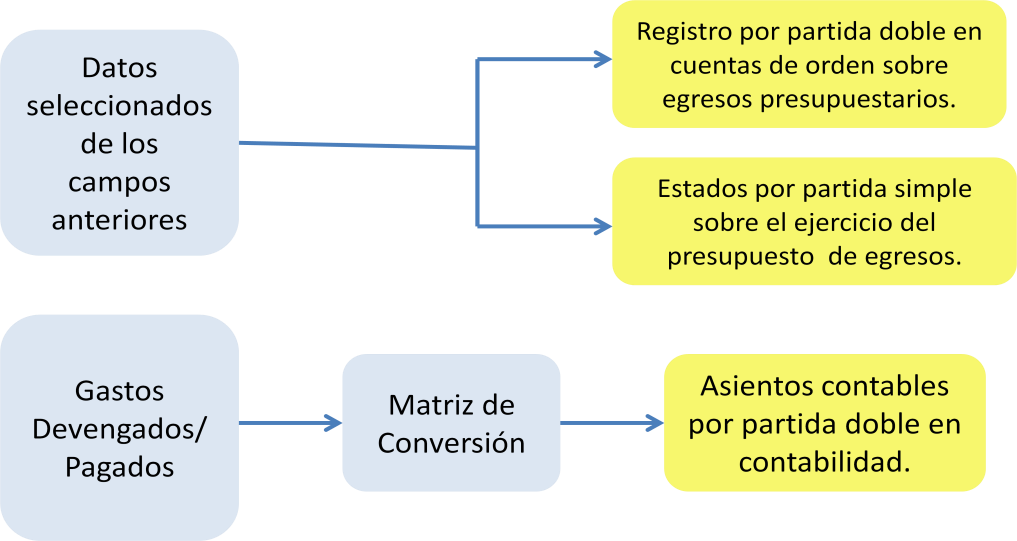 Datos
seleccionados
de los
campos
anteriores
Registro por partida doble en
cuentas de orden sobre
egresos presupuestarios.
Estados por partida simple
sobre el ejercicio del
presupuesto  de egresos.
Gastos
Devengados/
Pagados
Matriz de
Conversión
Asientos contables
por partida doble en
contabilidad.